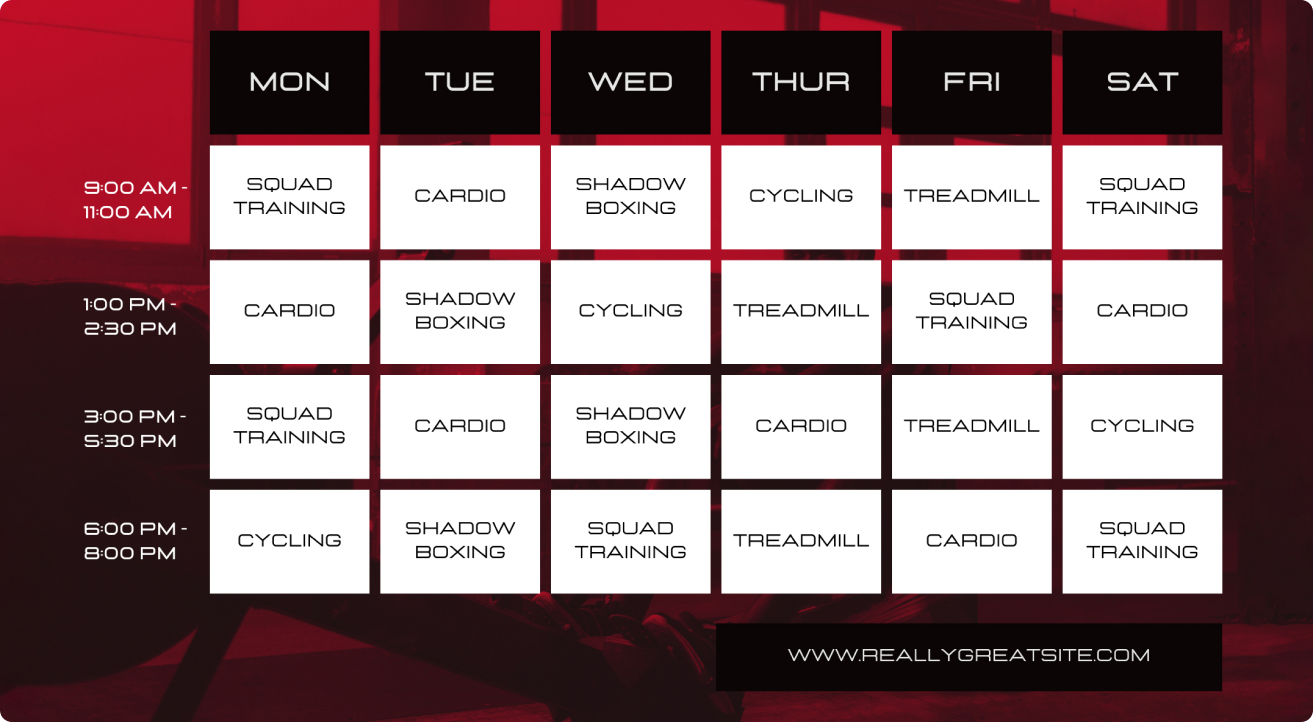 MON TUE WED THUR FRI SAT
9:00 AM -
11:00 AM
SQUAD
TRAINING
CARDIO
SHADOW
BOXING
CYCLING
TREADMILL
SQUAD
TRAINING
1:00 PM -
2:30 PM
CARDIO
SHADOW
BOXING
CYCLING
TREADMILL
SQUAD
TRAINING
CARDIO
3:00 PM -
5:30 PM
SQUAD
TRAINING
CARDIO
SHADOW
BOXING
CARDIO
TREADMILL
CYCLING
6:00 PM -
8:00 PM
CYCLING
SHADOW
BOXING
SQUAD
TRAINING
TREADMILL
CARDIO
SQUAD
TRAINING
WWW.REALLYGREATSITE.COM